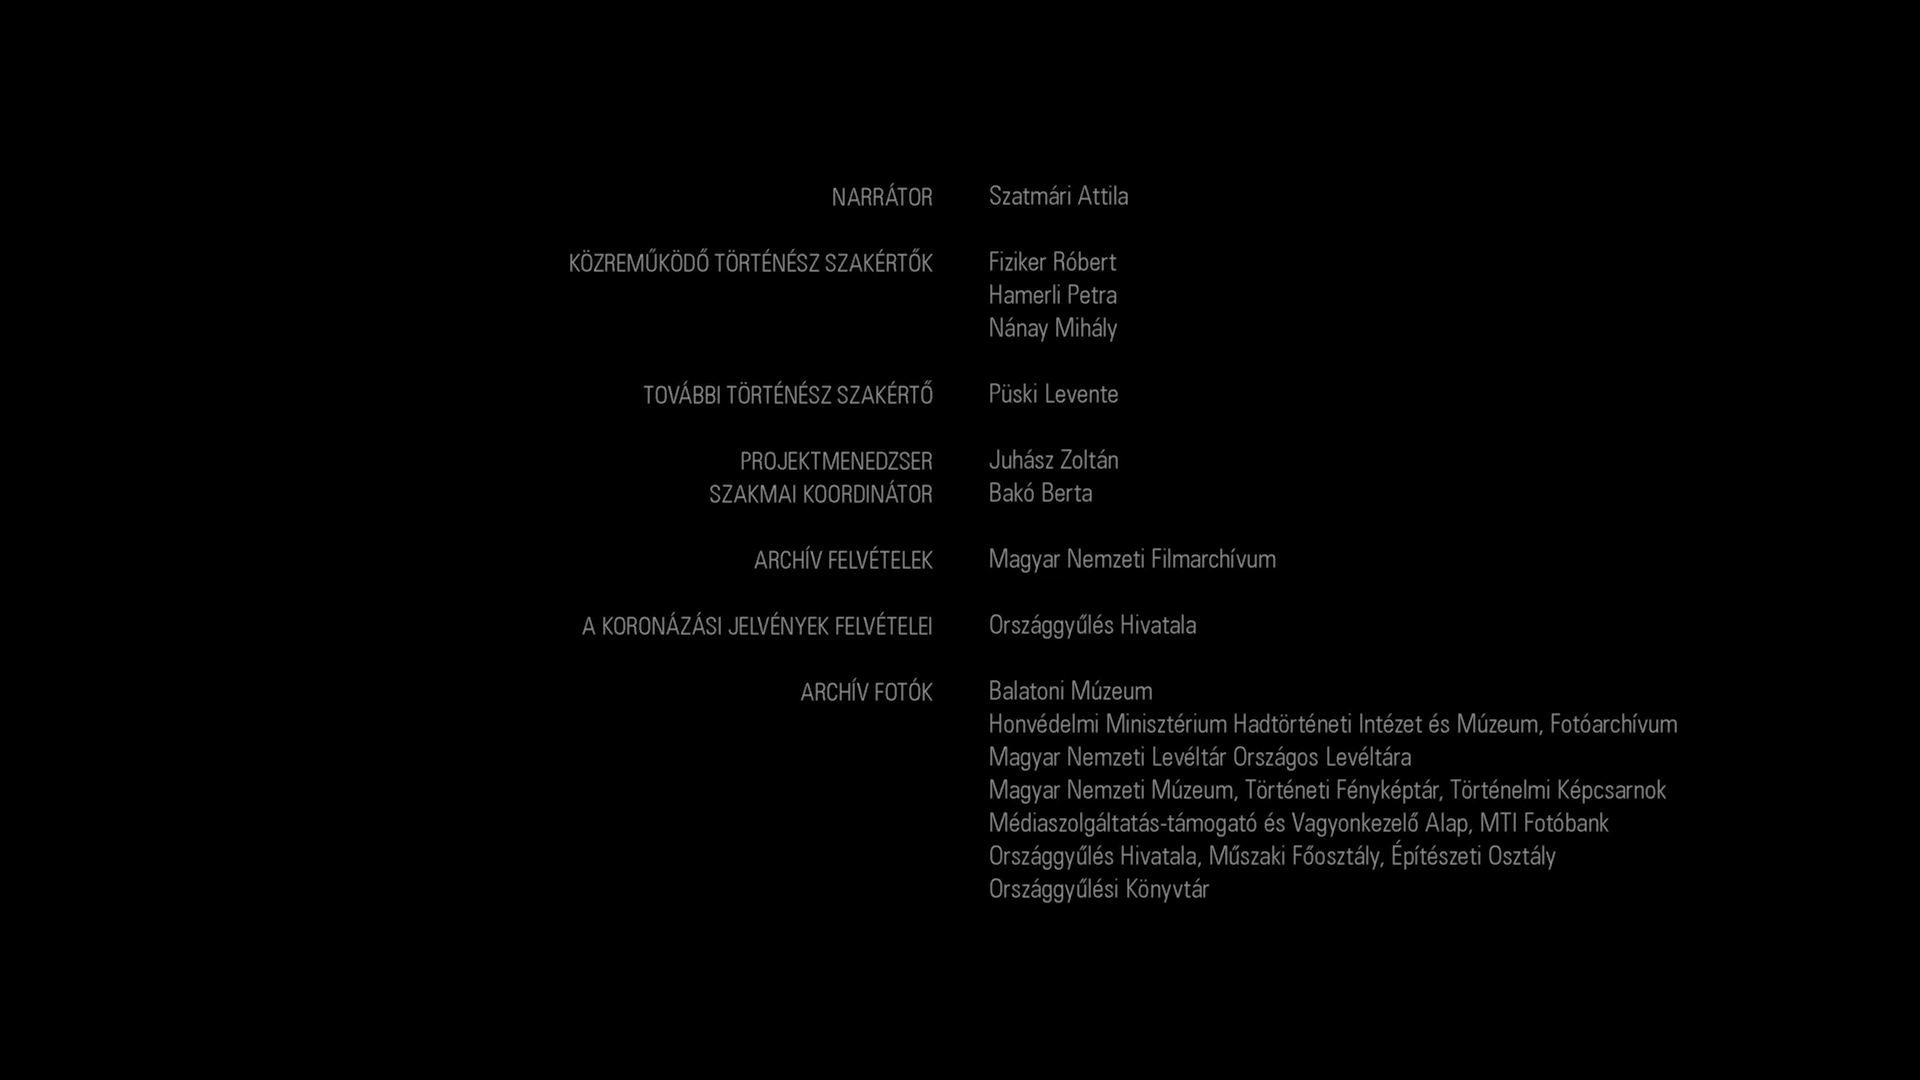 NARRÁTOR Szatmári Attila
KÖZREMŰKÖDŐ TÖRTÉNÉSZ SZAKÉRTŐK Fiziker Róbert
Hamerli Petra
Nánay Mihály
TOVÁBBI TÖRTÉNÉSZ SZAKÉRTŐ Püski Levente
PROJEKTMENEDZSER Juhász Zoltán
SZAKMAI KOORDINÁTOR Bakó Berta
ARCHÍV FELVÉTELEK Magyar Nemzeti Filmarchívum
A KORONÁZÁSI JELVÉNYEK FELVÉTELEI Országgyűlés Hivatala
ARCHÍV FOTÓK Balatoni Múzeum
Honvédelmi Minisztérium Hadtörténeti Intézet és Múzeum, Fotóarchívum
Magyar Nemzeti Levéltár Országos Levéltára
Magyar Nemzeti Múzeum, Történeti Fényképtár, Történelmi Képcsarnok
Médiaszolgáltatás-támogató és Vagyonkezelő Alap, MTI Fotóbank
Országgyűlés Hivatala, Műszaki Főosztály, Építészeti Osztály
Országgyűlési Könyvtár